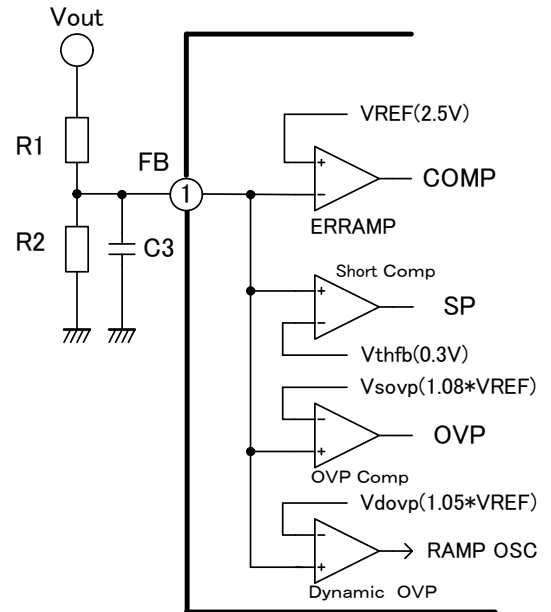 Vout
R1
R2
C3
FB
1
VREF(2.5V)
COMP
ERRAMP
Short Comp
SP
Vthfb(0.3V)
Vsovp(1.08*VREF)
OVP
OVP Comp
Vdovp(1.05*VREF)
RAMP OSC
Dynamic OVP